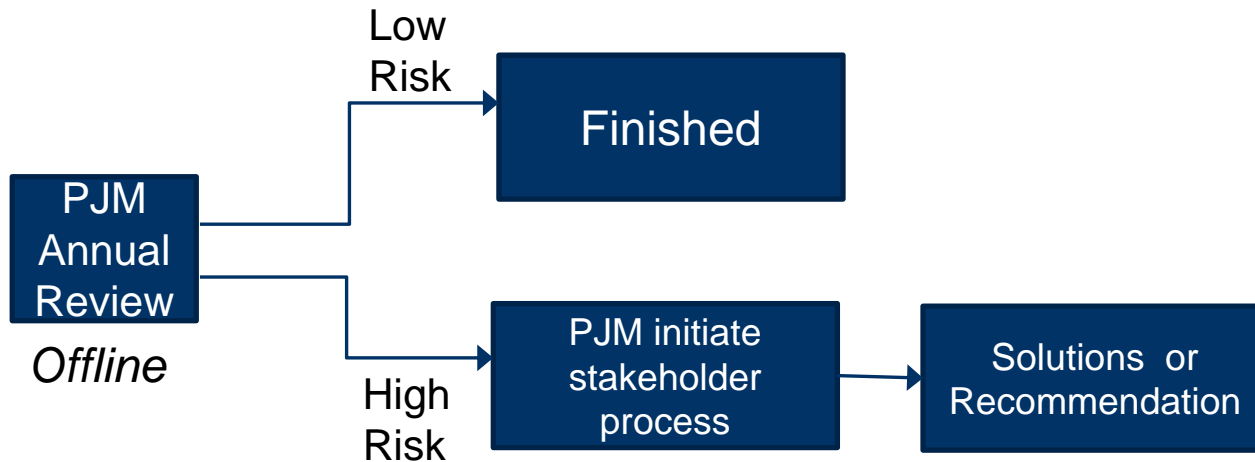 Low
Risk
Finished
PJM
Annual
Review
Offline
High
Risk
PJM initiate
stakeholder
process
Solutions or
Recommendation